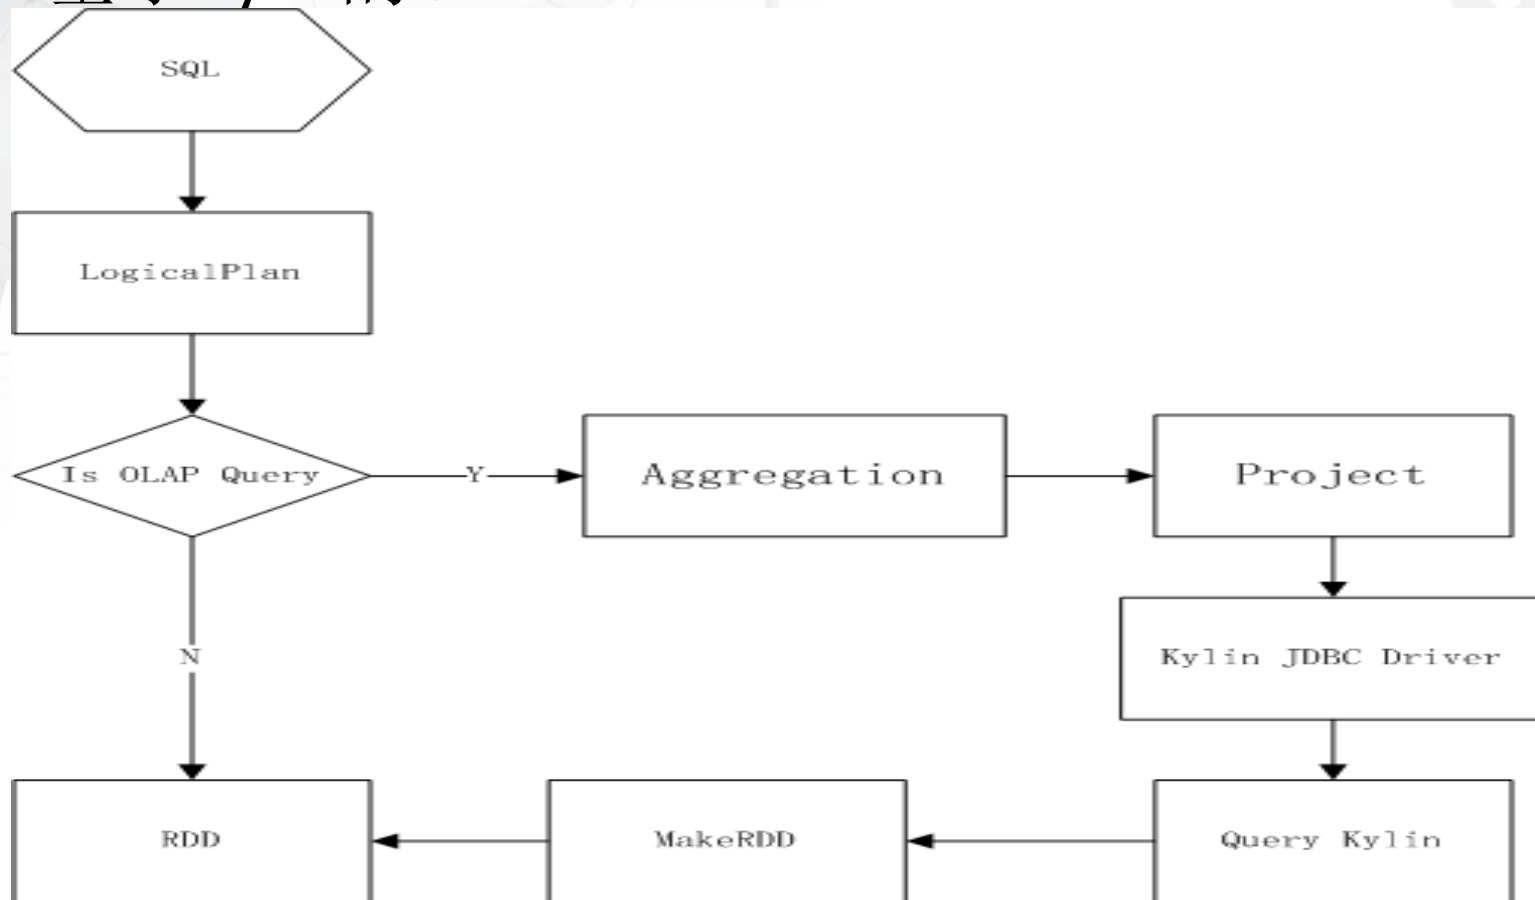 SQL
LogicalPlan
Is OLAP Query
Y
Aggregation
Project
N
Kylin JDBC Driver
RDD
MakeRDD
Query Kylin